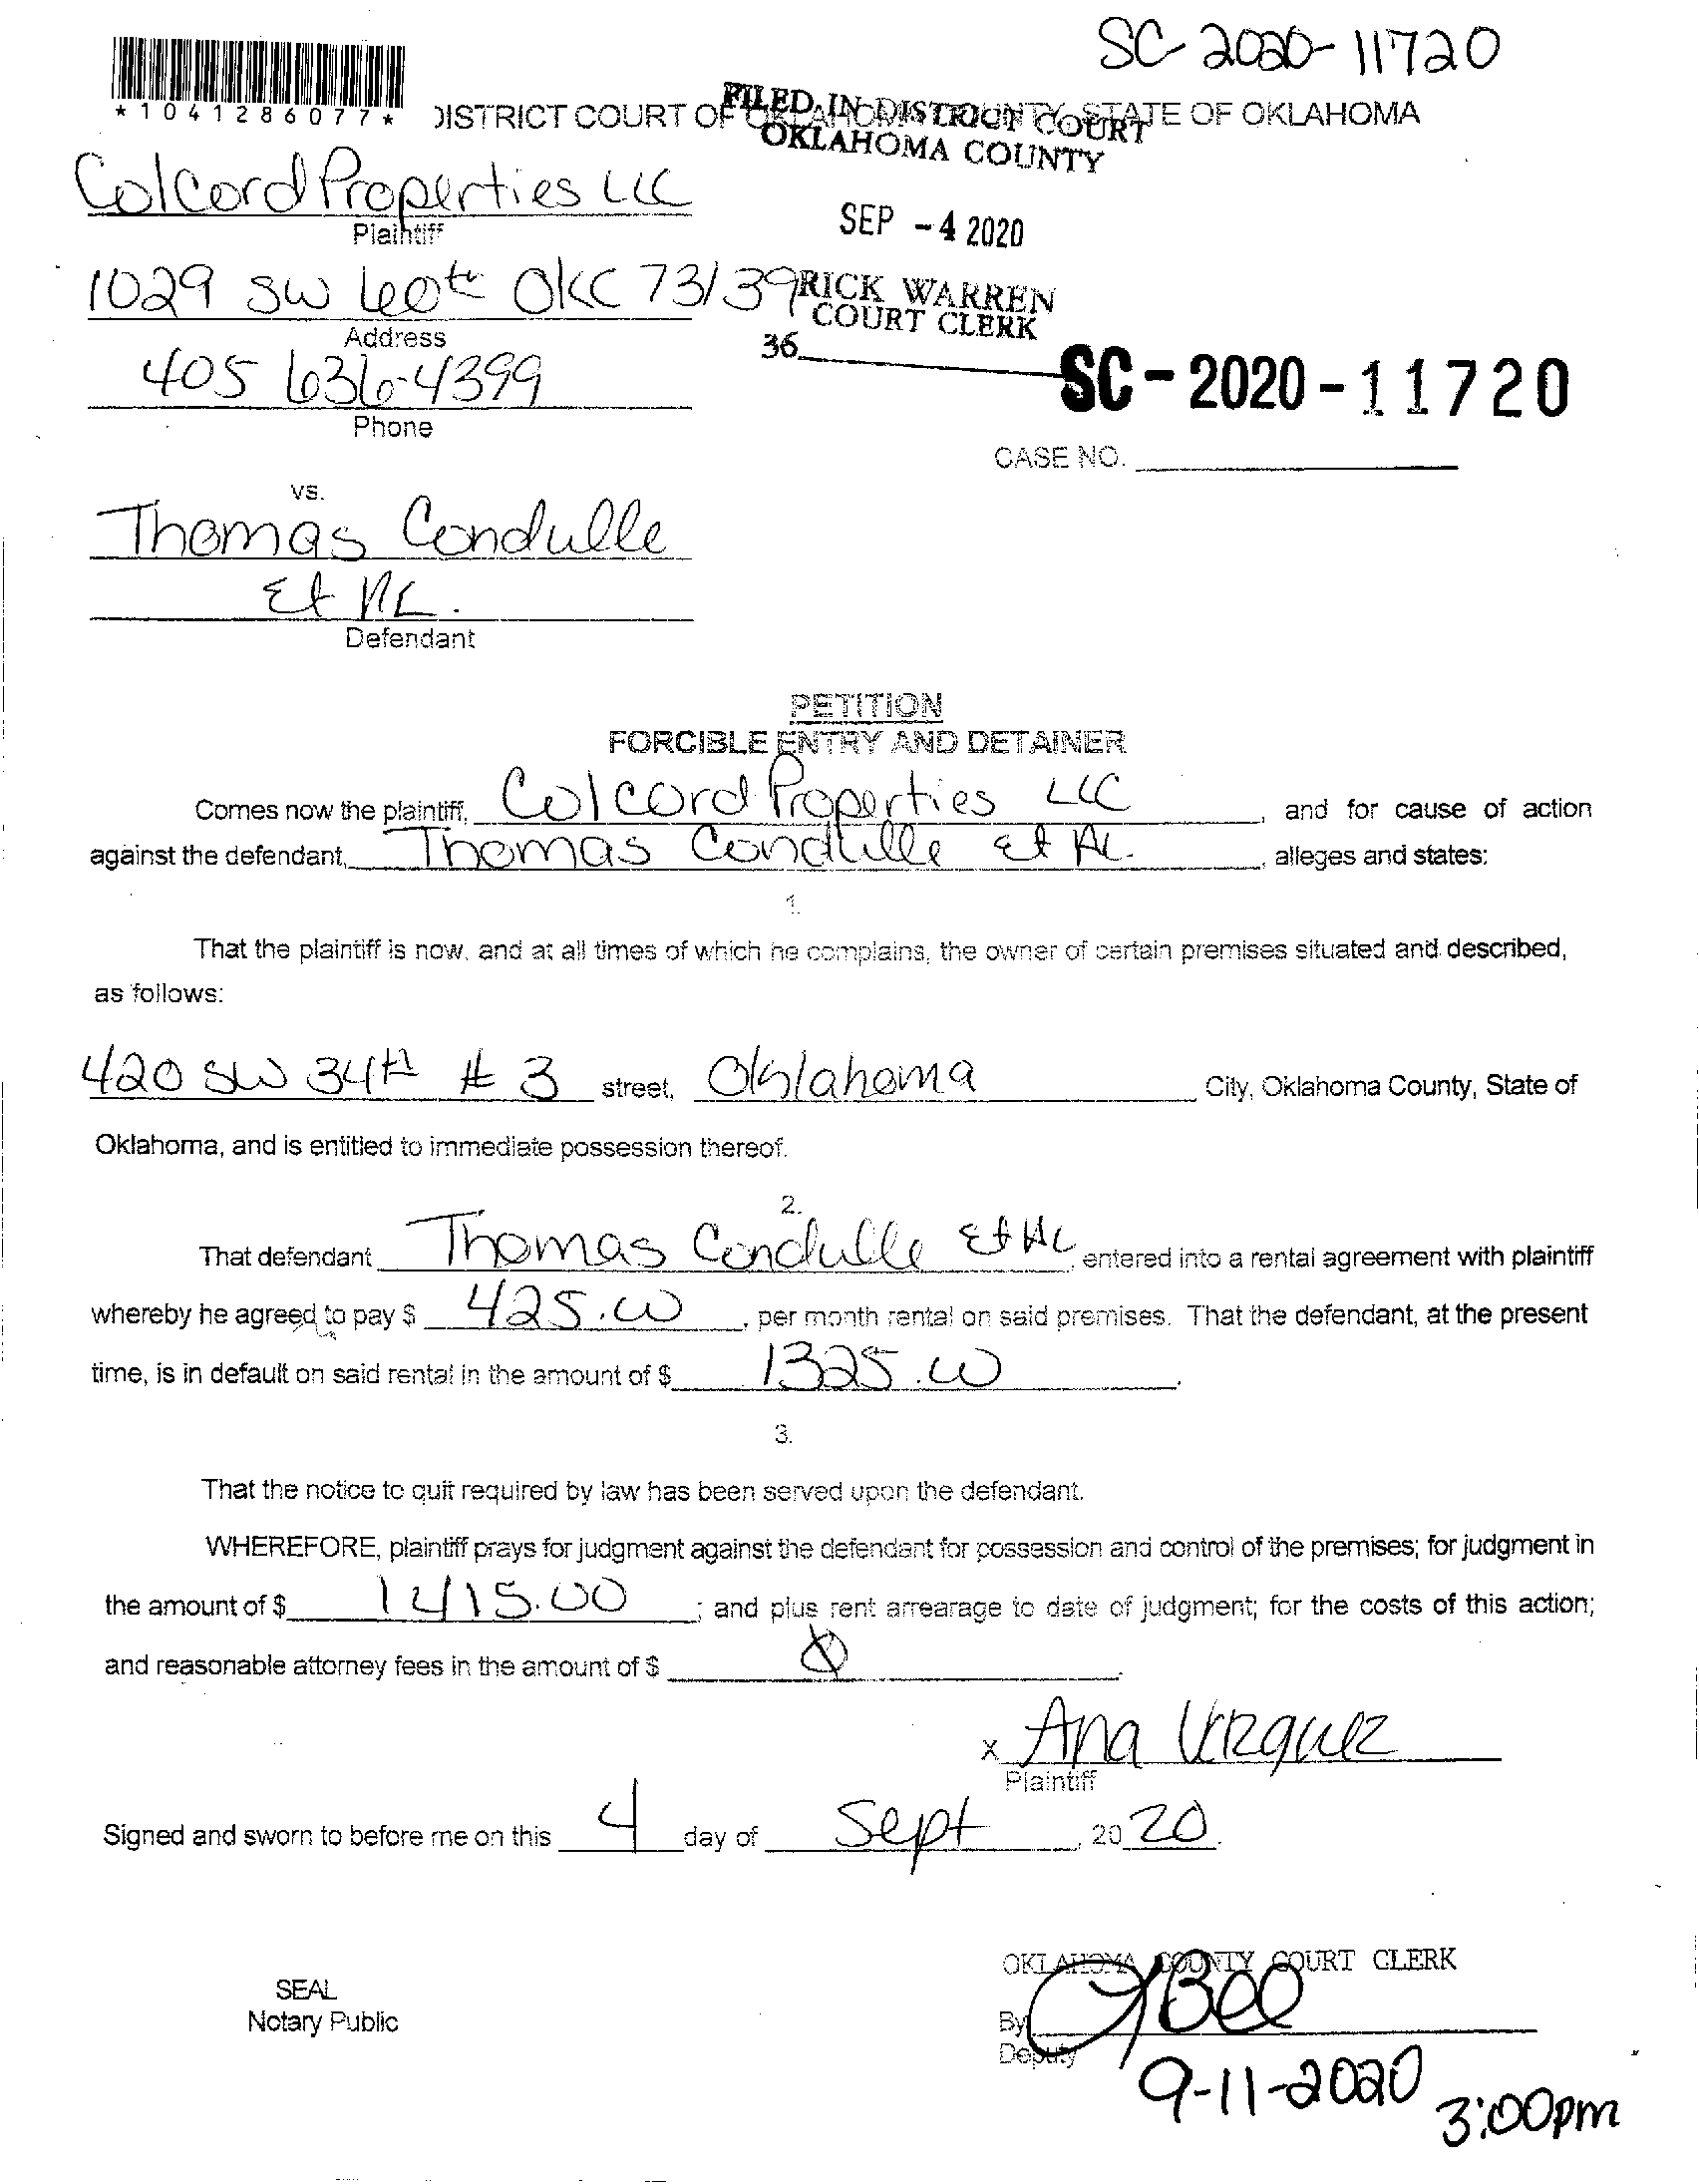 SC-2020-11720
*1041286077*
DISTRICT COURT OF OKLAHOMA COUNTY, STATE OF OKLAHOMA
FILED IN DISTRICT COURT
OKLAHOMA COUNTY
Colcord Properties LLC
Plaintiff
SEP -4 2020
1029 SW 60th OKC 73139
RICK WARREN
COURT CLERK
Address
36
405 636-4399
SC-2020-11720
Phone
CASE NO.
vs.
Thomas Condulle
Et AL.
Defendant
PETITION
FORCIBLE ENTRY AND DETAINER
Comes now the plaintiff, Colcord Properties LLC, and for cause of action
against the defendant, Thomas Condulle Et AL., alleges and states:
1.
That the plaintiff is now, and at all times of which he complains, the owner of certain premises situated and described,
as follows:
420 SW 34th # 3 street, Oklahoma City, Oklahoma County, State of
Oklahoma, and is entitled to immediate possession thereof.
2.
That defendant Thomas Condulle Et AL, entered into a rental agreement with plaintiff
whereby he agreed to pay $ 425.00, per month rental on said premises. That the defendant, at the present
time, is in default on said rental in the amount of $ 1325.00.
3.
That the notice to quit required by law has been served upon the defendant.
WHEREFORE, plaintiff prays for judgment against the defendant for possession and control of the premises; for judgment in
the amount of $ 1415.00; and plus rent arrearage to date of judgment; for the costs of this action;
and reasonable attorney fees in the amount of $
x Ana
Plaintiff
Signed and sworn to before me on this 4 day of Sept, 2020.
OKLAHOMA COUNTY COURT CLERK
SEAL
Notary Public
By
Deputy
9-11-2020
3:00pm